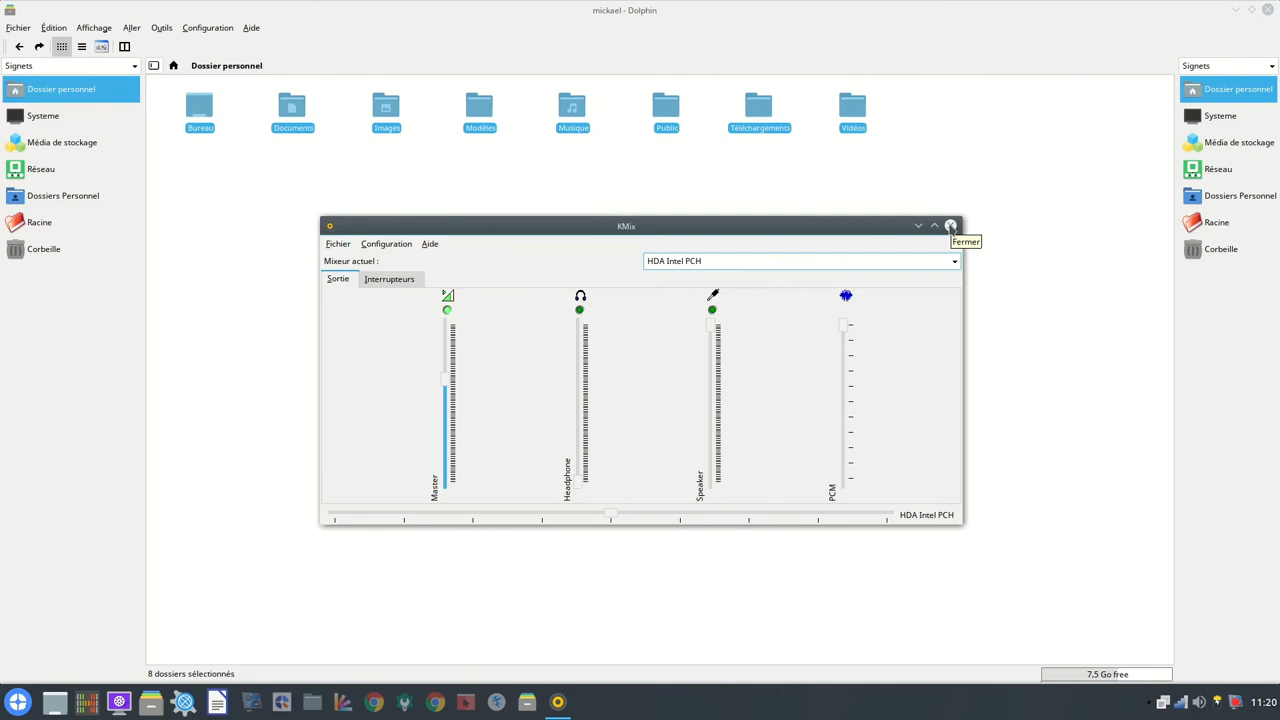 mickael - Dolphin
Fichier Édition Affichage Aller Outils Configuration Aide
Signets
Dossier personnel
Systeme
Média de stockage
Réseau
Dossiers Personnel
Racine
Corbeille
Dossier personnel
Bureau Documents Images Modèles Musique Public Téléchargements Vidéos
KMix
Fermer
Fichier Configuration Aide
Mixeur actuel :
HDA Intel PCH
Sortie Interrupteurs
Master
Headphone
Speaker
PCM
HDA Intel PCH
Signets
Dossier personnel
Systeme
Média de stockage
Réseau
Dossiers Personnel
Racine
Corbeille
8 dossiers sélectionnés
7,5 Go free
11:20